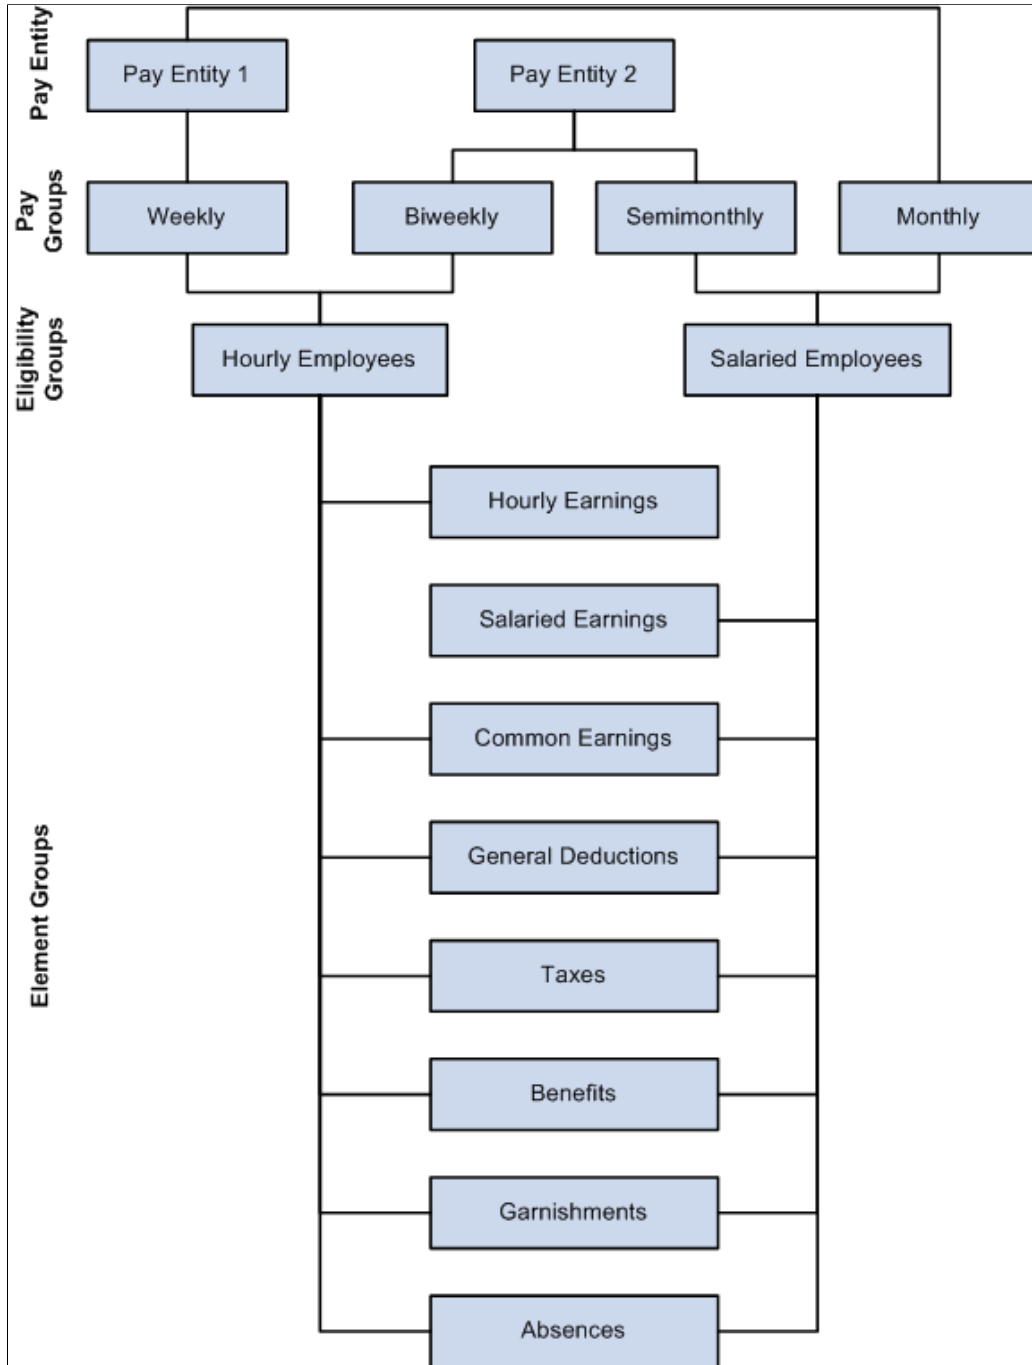 Pay Entity
Pay Entity 1
Pay Entity 2
Pay
Groups
Weekly
Biweekly
Semimonthly
Monthly
Eligibility
Groups
Hourly Employees
Salaried Employees
Element Groups
Hourly Earnings
Salaried Earnings
Common Earnings
General Deductions
Taxes
Benefits
Garnishments
Absences